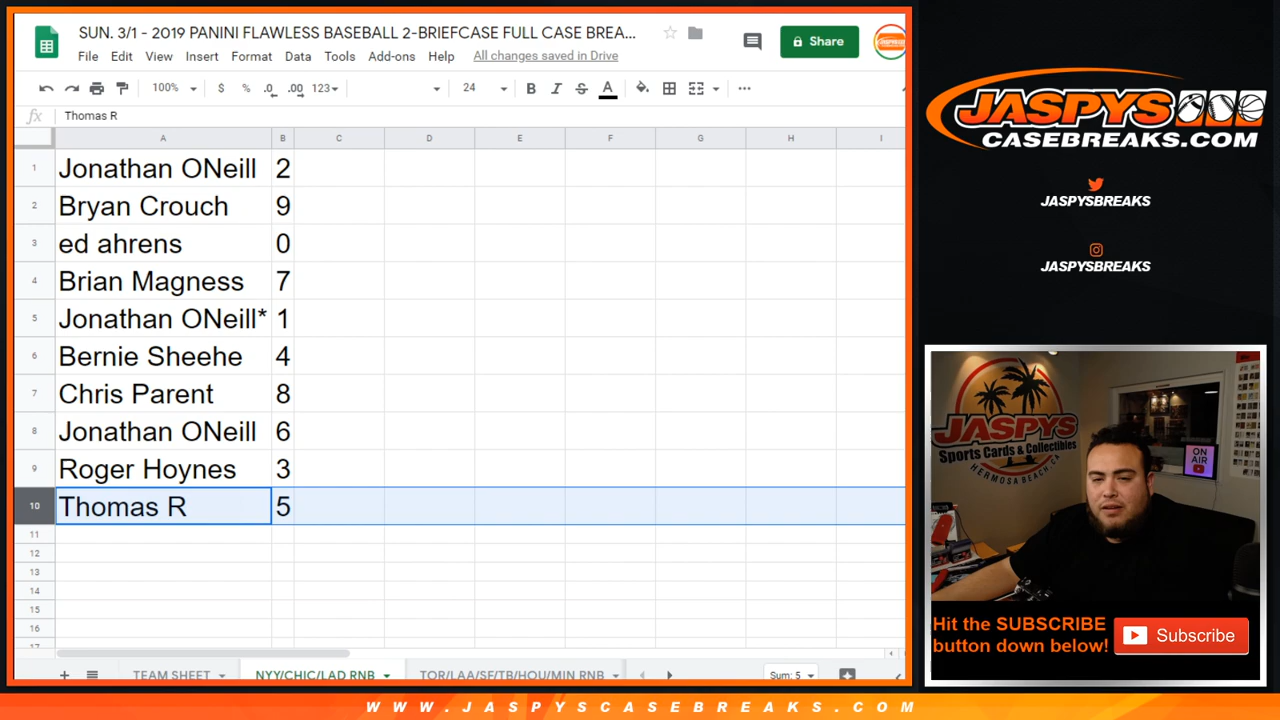 SUN. 3/1 - 2019 PANINI FLAWLESS BASEBALL 2-BRIEFCASE FULL CASE BREA...
Share
File Edit View Insert Format Data Tools Add-ons Help All changes saved in Drive
100% $ % .0 .00 123 24 B I S A
fx Thomas R
A B C D E F G H I
1 Jonathan ONeill 2
2 Bryan Crouch 9
3 ed ahrens 0
4 Brian Magness 7
5 Jonathan ONeill* 1
6 Bernie Sheehe 4
7 Chris Parent 8
8 Jonathan ONeill 6
9 Roger Hoynes 3
10 Thomas R 5
11
12
13
14
15
16
17
TEAM SHEET NYY/CHIC/LAD RNB TOR/LAA/SF/TB/HOU/MIN RNB Sum: 5
JASPYS
CASEBREAKS.COM
JASPYSBREAKS
JASPYSBREAKS
JASPYS
Sports Cards & Collectibles
HERMOSA BEACH, CA
ON AIR
Hit the SUBSCRIBE
button down below!
Subscribe
WWW.JASPYSCASEBREAKS.COM